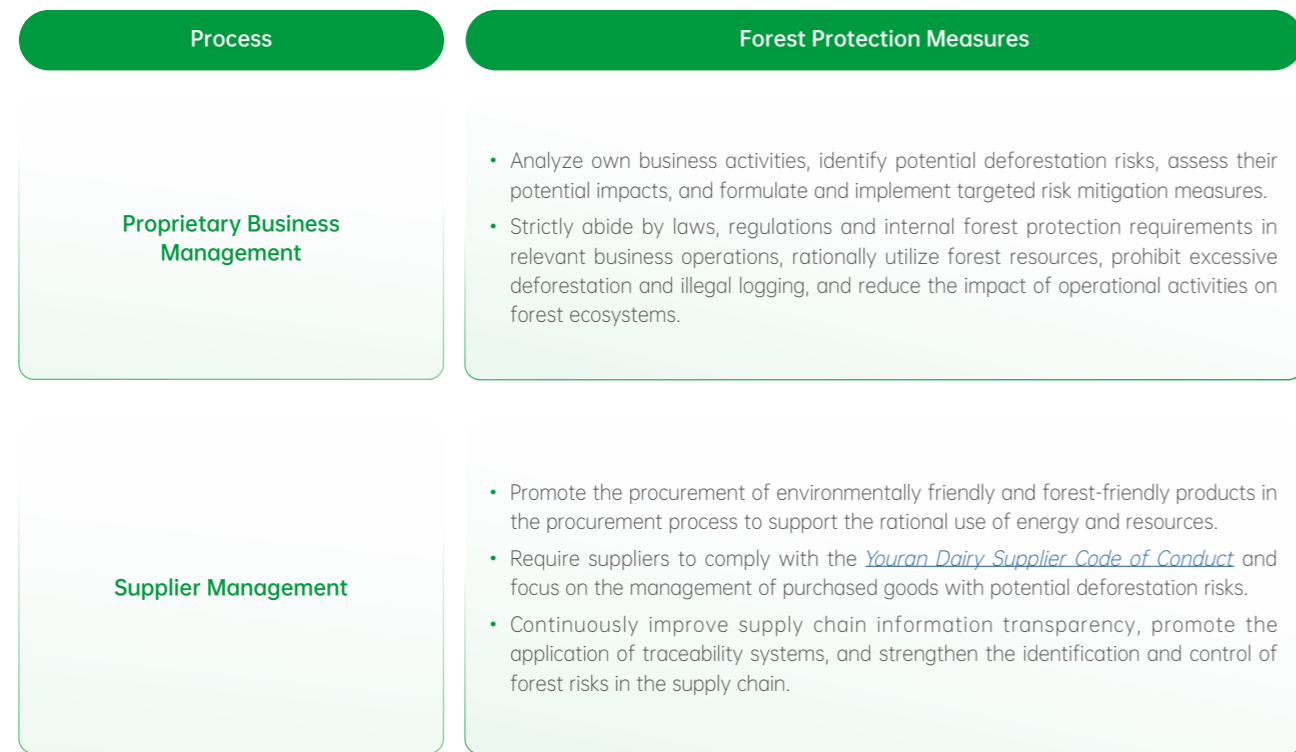 Process
Forest Protection Measures
Proprietary Business
Management
• Analyze own business activities, identify potential deforestation risks, assess their
potential impacts, and formulate and implement targeted risk mitigation measures.
• Strictly abide by laws, regulations and internal forest protection requirements in
relevant business operations, rationally utilize forest resources, prohibit excessive
deforestation and illegal logging, and reduce the impact of operational activities on
forest ecosystems.
Supplier Management
• Promote the procurement of environmentally friendly and forest-friendly products in
the procurement process to support the rational use of energy and resources.
• Require suppliers to comply with the Youran Dairy Supplier Code of Conduct and
focus on the management of purchased goods with potential deforestation risks.
• Continuously improve supply chain information transparency, promote the
application of traceability systems, and strengthen the identification and control of
forest risks in the supply chain.